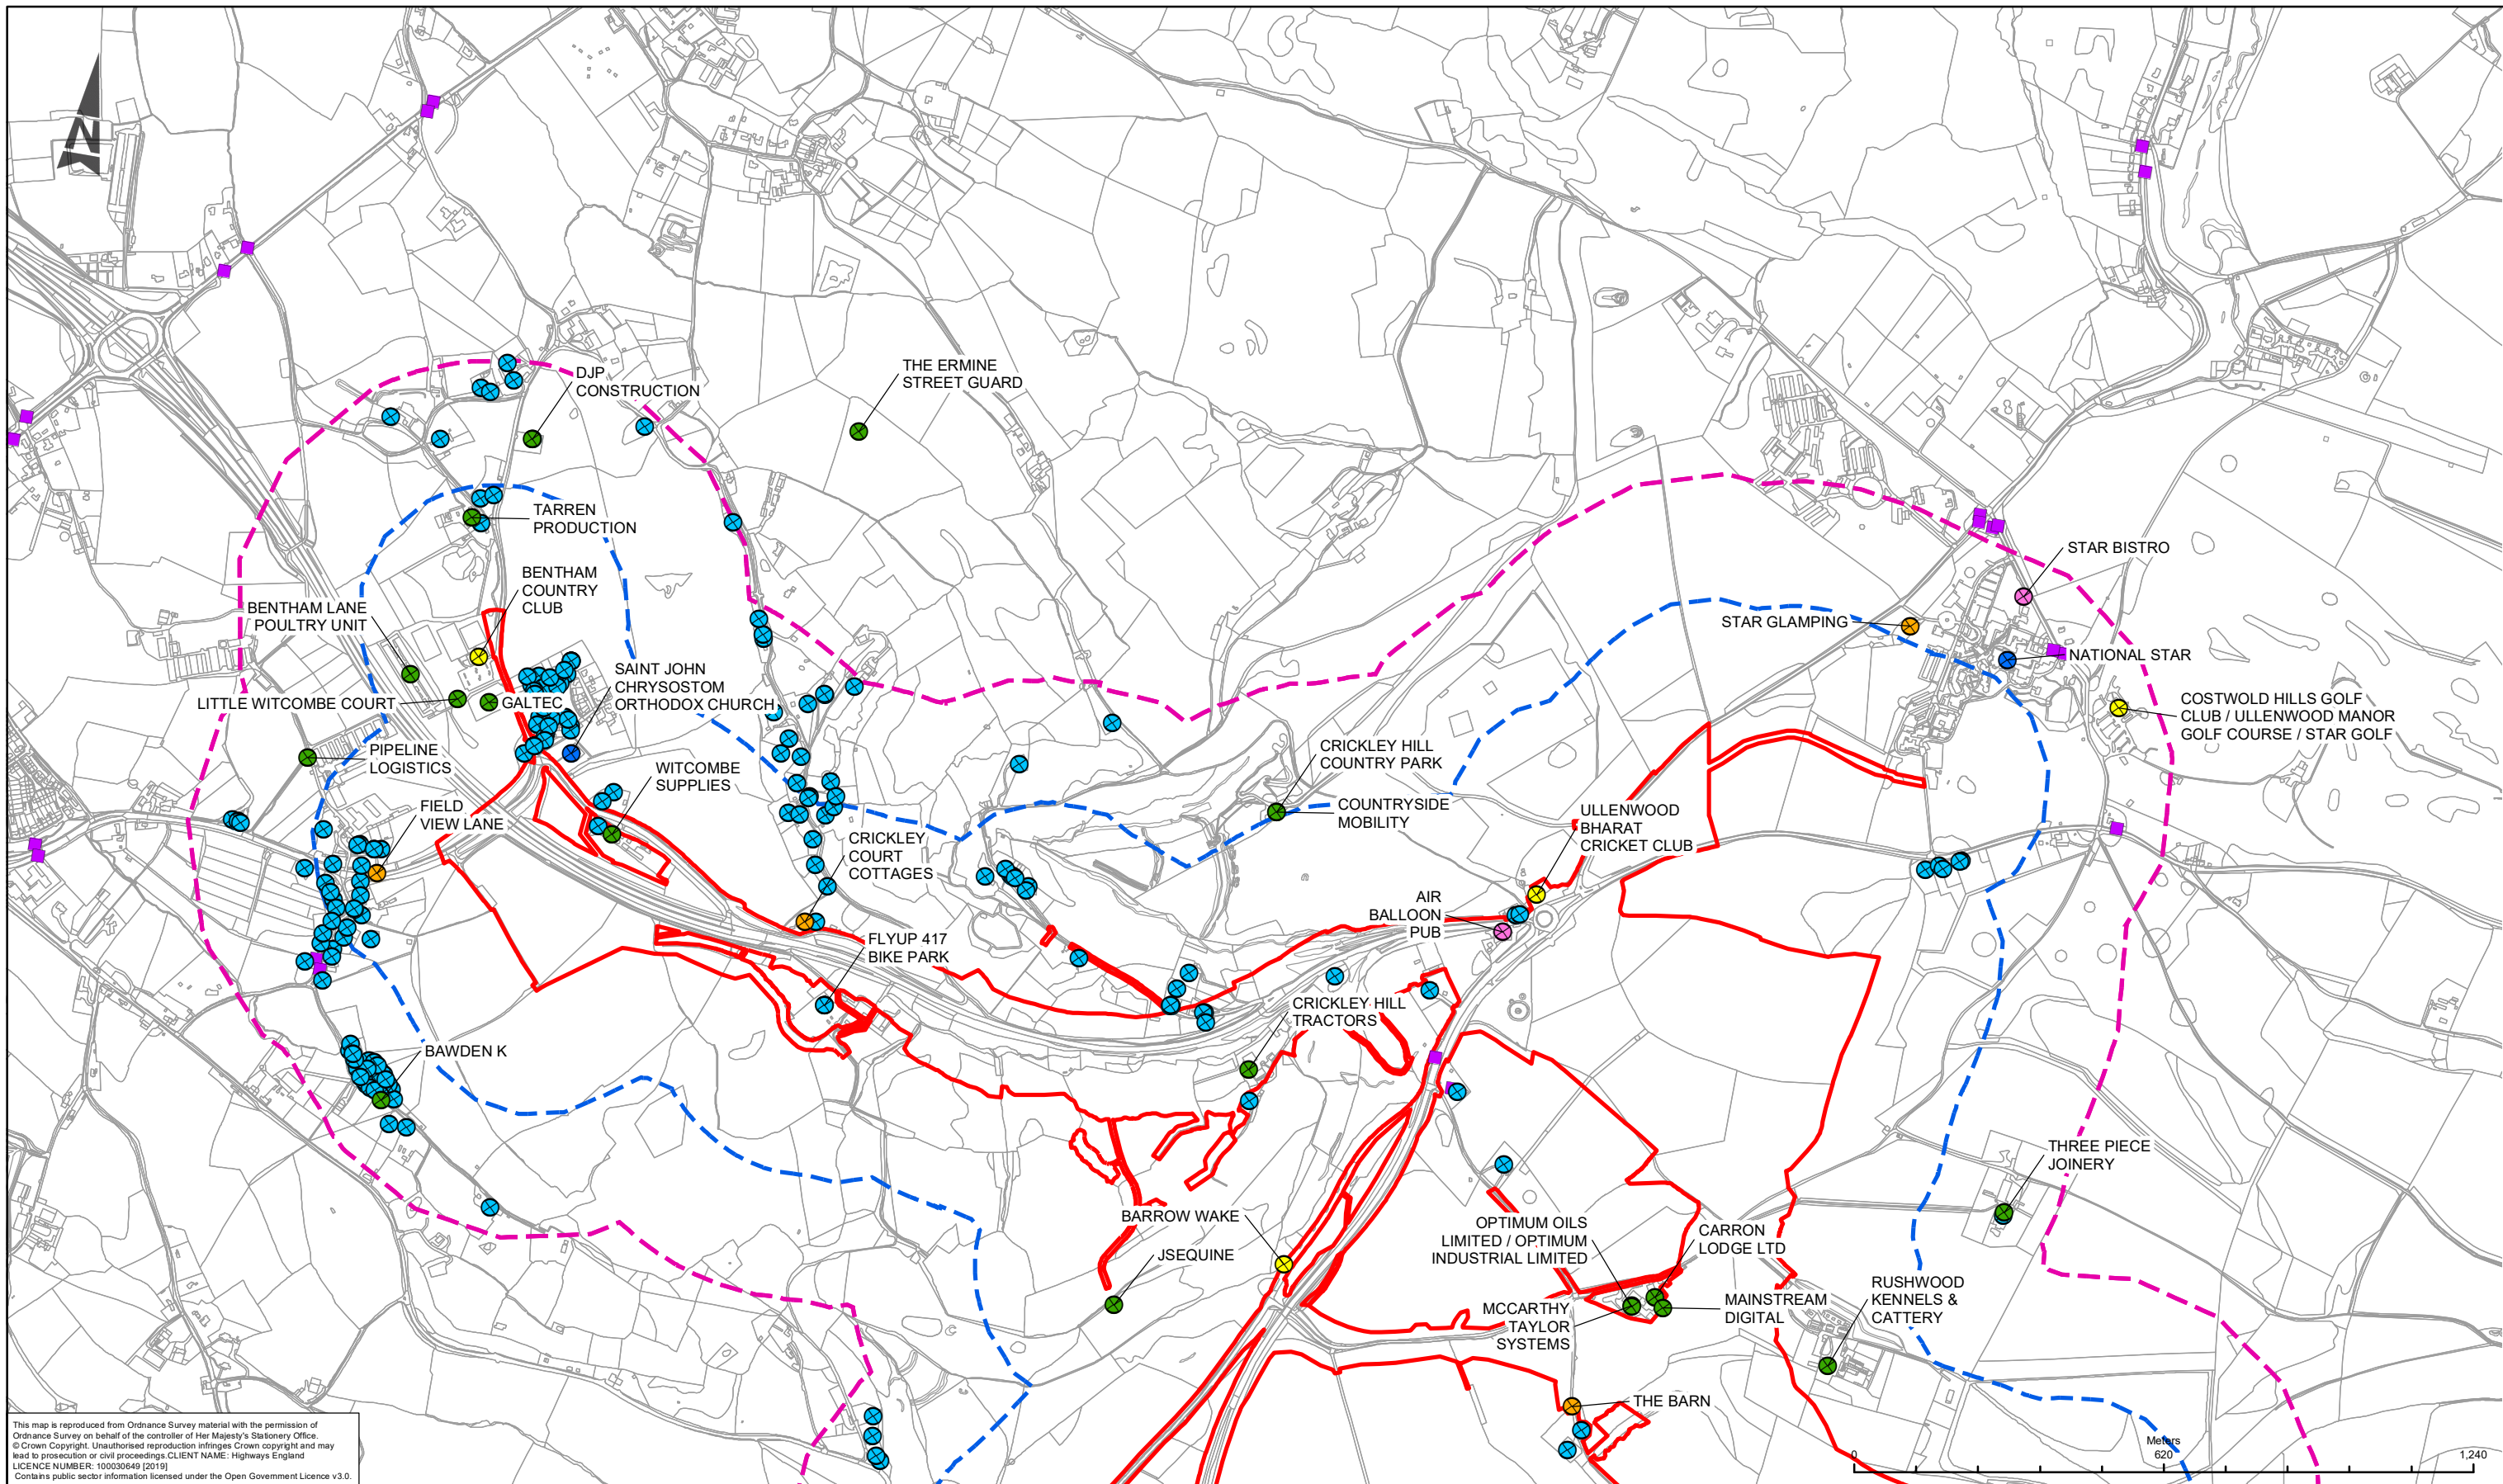 THE ERMINE
STREET GUARD
DJP
CONSTRUCTION
TARREN
PRODUCTION
STAR BISTRO
BENTHAM
COUNTRY
CLUB
BENTHAM LANE
POULTRY UNIT
STAR GLAMPING
NATIONAL STAR
SAINT JOHN
CHRYSOSTOM
ORTHODOX CHURCH
LITTLE WITCOMBE COURT
GALTEC
COSTWOLD HILLS GOLF
CLUB / ULLENWOOD MANOR
GOLF COURSE / STAR GOLF
PIPELINE
LOGISTICS
CRICKLEY HILL
COUNTRY PARK
WITCOMBE
SUPPLIES
FIELD
VIEW LANE
COUNTRYSIDE
MOBILITY
ULLENWOOD
BHARAT
CRICKET CLUB
CRICKLEY
COURT
COTTAGES
AIR
BALLOON
PUB
FLYUP 417
BIKE PARK
CRICKLEY HILL
TRACTORS
BAWDEN K
THREE PIECE
JOINERY
BARROW WAKE
OPTIMUM OILS
LIMITED / OPTIMUM
INDUSTRIAL LIMITED
CARRON
LODGE LTD
JSEQUINE
RUSHWOOD
KENNELS &
CATTERY
MCCARTHY
TAYLOR
SYSTEMS
MAINSTREAM
DIGITAL
THE BARN
Meters
0 620 1,240
This map is reproduced from Ordnance Survey material with the permission of
Ordnance Survey on behalf of the controller of Her Majesty's Stationery Office.
© Crown Copyright. Unauthorised reproduction infringes Crown copyright and may
lead to prosecution or civil proceedings.CLIENT NAME: Highways England
LICENCE NUMBER: 100030649 [2019]
Contains public sector information licensed under the Open Government Licence v3.0.